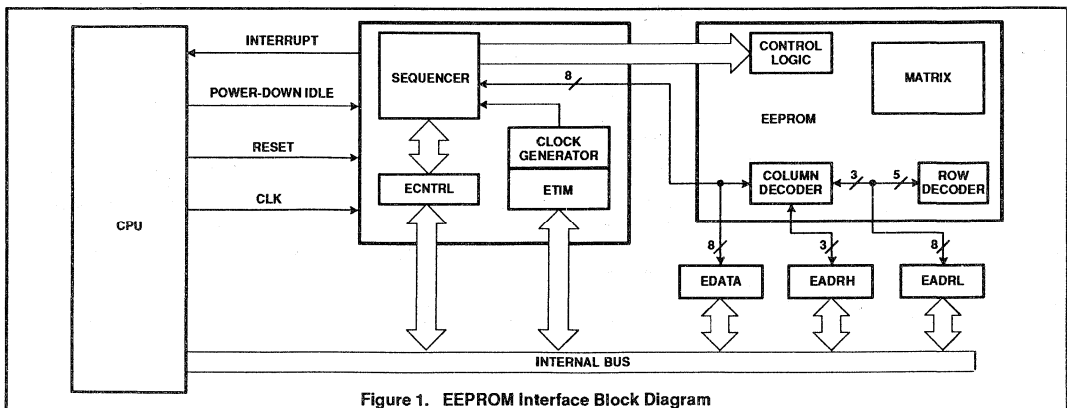 INTERRUPT
POWER-DOWN IDLE
RESET
CLK
CPU
SEQUENCER
8
CLOCK
GENERATOR
ECNTRL
ETIM
CONTROL
LOGIC
MATRIX
EEPROM
COLUMN
DECODER
3
5
ROW
DECODER
8
3
8
EDATA
EADRH
EADRL
INTERNAL BUS
Figure 1. EEPROM Interface Block Diagram